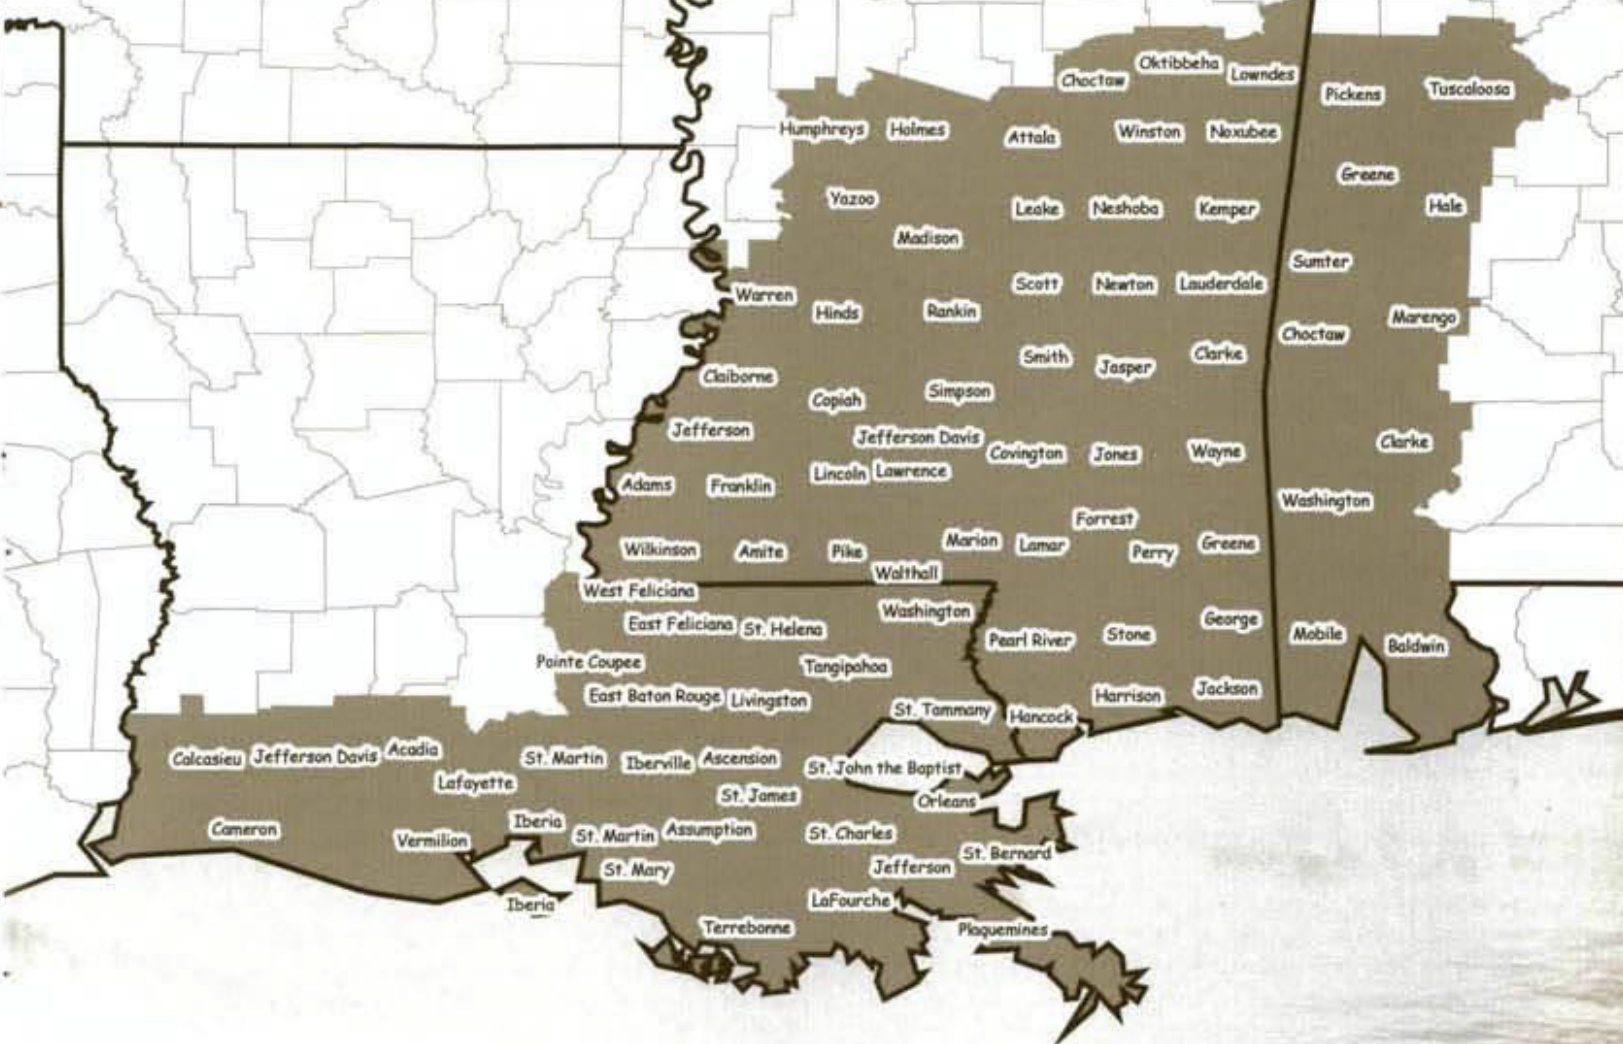 Oktibbeha
Choctaw
Lowndes
Pickens
Tuscaloosa
Humphreys
Holmes
Attala
Winston
Noxubee
Greene
Yazoo
Leake
Neshoba
Kemper
Hale
Madison
Sumter
Scott
Newton
Lauderdale
Warren
Hinds
Rankin
Marengo
Choctaw
Smith
Jasper
Clarke
Claiborne
Copiah
Simpson
Jefferson
Jefferson Davis
Covington
Jones
Wayne
Clarke
Adams
Franklin
Lincoln
Lawrence
Washington
Forrest
Wilkinson
Amite
Pike
Marion
Lamar
Perry
Greene
Walthall
West Feliciana
Washington
East Feliciana
St. Helena
Pearl River
Stone
George
Mobile
Baldwin
Pointe Coupee
Tangipahoa
East Baton Rouge
Livingston
St. Tammany
Hancock
Harrison
Jackson
Calcasieu
Jefferson Davis
Acadia
St. Martin
Iberville
Ascension
St. John the Baptist
Lafayette
St. James
Orleans
Cameron
Vermilion
Iberia
St. Martin
Assumption
St. Charles
St. Bernard
St. Mary
Jefferson
Iberia
LaFourche
Terrebonne
Plaquemines